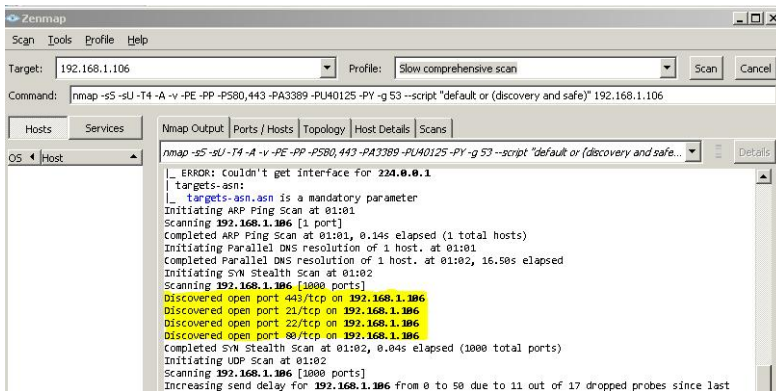 Zenmap
Scan Tools Profile Help
Target: 192.168.1.106 Profile: Slow comprehensive scan Scan Cancel
Command: nmap -sS -sU -T4 -A -v -PE -PP -PS80,443 -PA3389 -PU40125 -PY -g 53 --script "default or (discovery and safe)" 192.168.1.106
Hosts Services Nmap Output Ports / Hosts Topology Host Details Scans
OS Host nmap -sS -sU -T4 -A -v -PE -PP -PS80,443 -PA3389 -PU40125 -PY -g 53 --script "default or (discovery and safe... Details
|_ ERROR: Couldn't get interface for 224.0.0.1
| targets-asn:
|_ targets-asn.asn is a mandatory parameter
Initiating ARP Ping Scan at 01:01
Scanning 192.168.1.106 [1 port]
Completed ARP Ping Scan at 01:01, 0.14s elapsed (1 total hosts)
Initiating Parallel DNS resolution of 1 host. at 01:01
Completed Parallel DNS resolution of 1 host. at 01:02, 16.50s elapsed
Initiating SYN Stealth Scan at 01:02
Scanning 192.168.1.106 [1000 ports]
Discovered open port 443/tcp on 192.168.1.106
Discovered open port 21/tcp on 192.168.1.106
Discovered open port 22/tcp on 192.168.1.106
Discovered open port 80/tcp on 192.168.1.106
Completed SYN Stealth Scan at 01:02, 0.04s elapsed (1000 total ports)
Initiating UDP Scan at 01:02
Scanning 192.168.1.106 [1000 ports]
Increasing send delay for 192.168.1.106 from 0 to 50 due to 11 out of 17 dropped probes since last